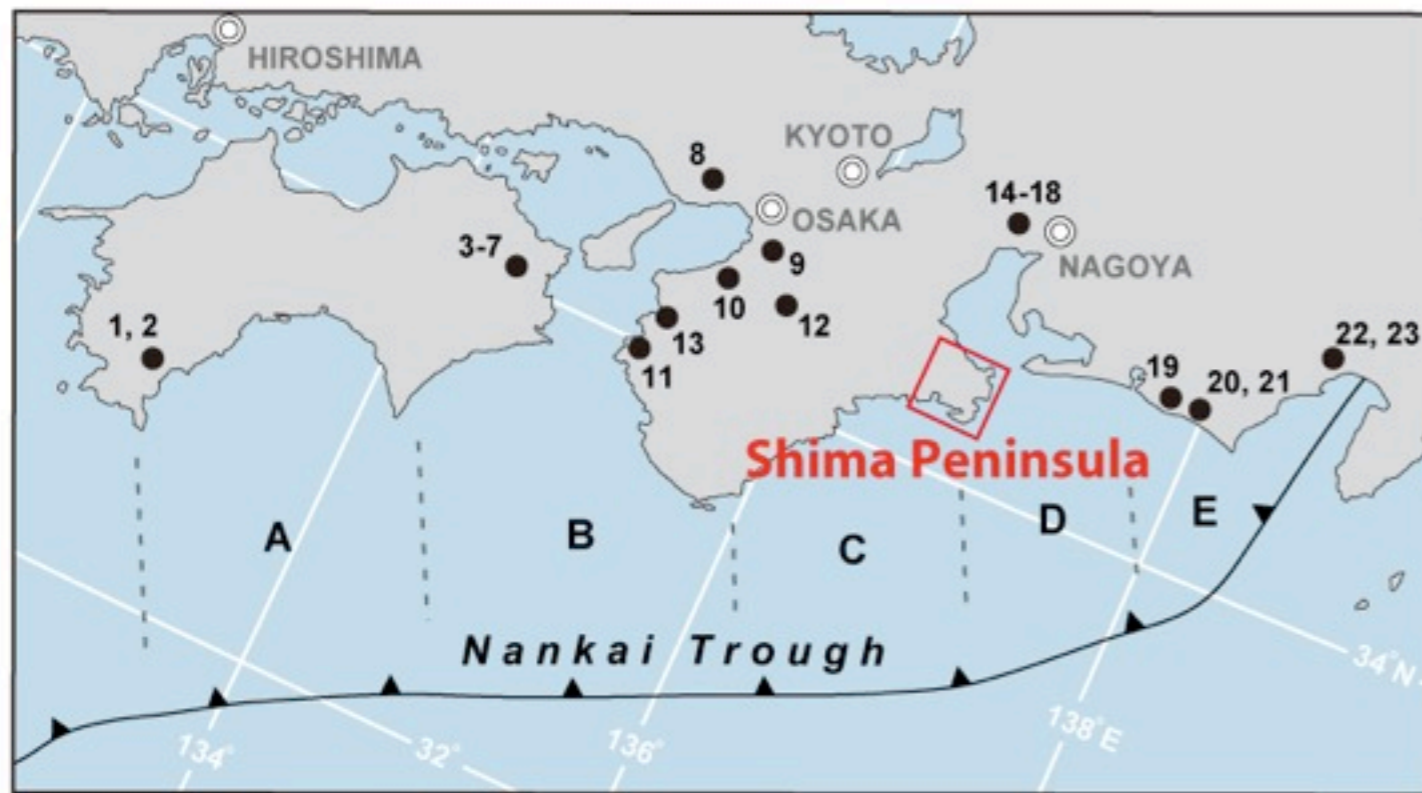 HIROSHIMA
KYOTO
8
14-18
OSAKA
3-7
9
NAGOYA
10
1, 2
13
12
22, 23
11
19
20, 21
Shima Peninsula
A
B
C
D
E
Nankai Trough
34°N
134°
32°
136°
138°E